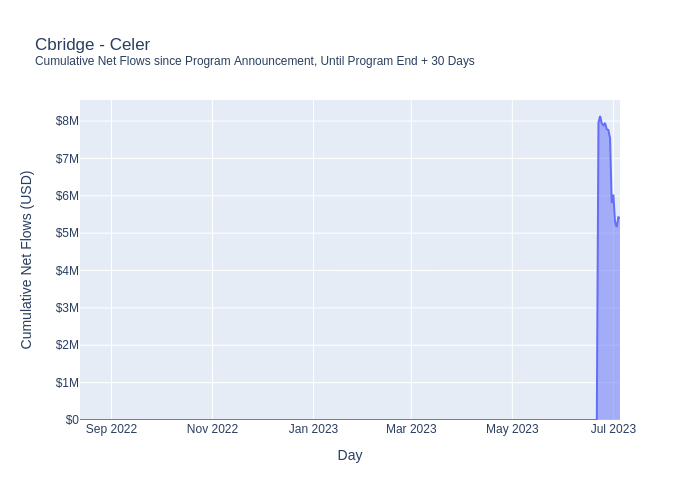 Cbridge - Celer
Cumulative Net Flows since Program Announcement, Until Program End + 30 Days
$8M
$7M
$6M
$5M
$4M
$3M
$2M
$1M
$0
Cumulative Net Flows (USD)
Sep 2022
Nov 2022
Jan 2023
Mar 2023
May 2023
Jul 2023
Day